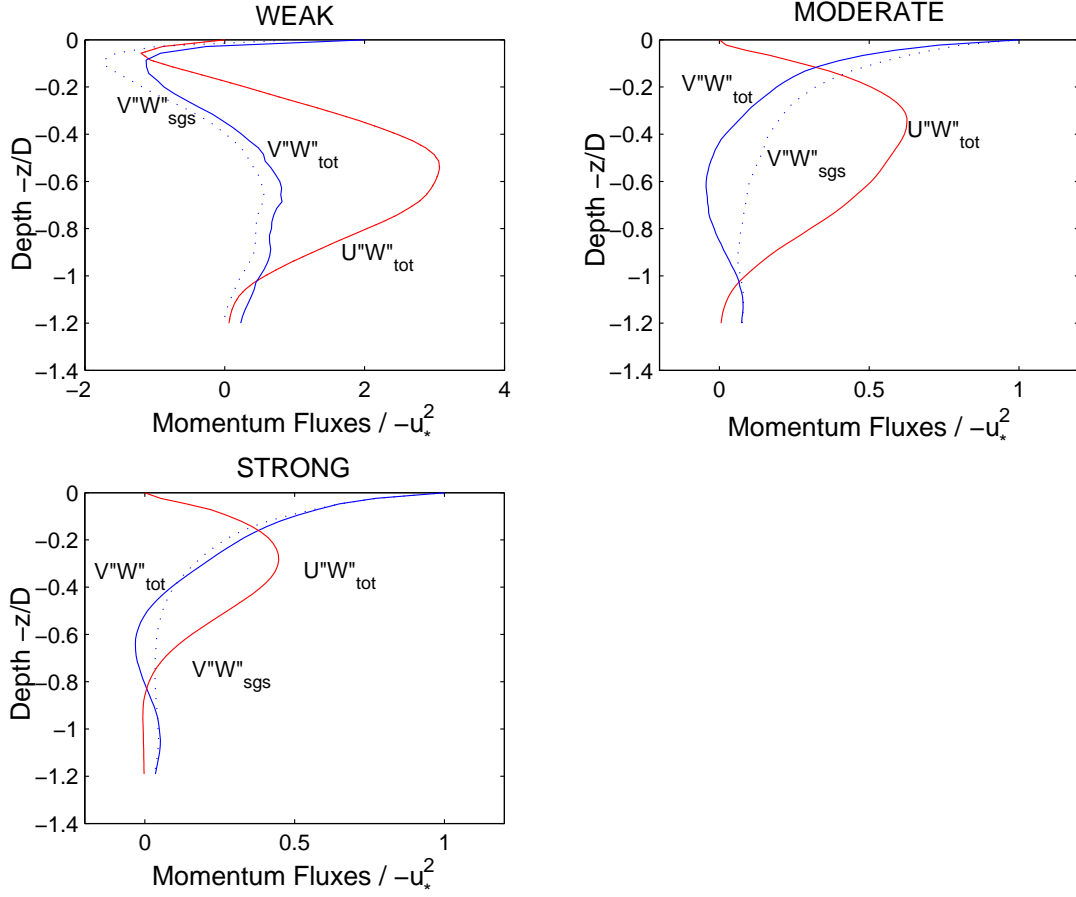 WEAK
0
−0.2
−0.4
−0.6
−0.8
−1
−1.2
−1.4
Depth −z/D
V"W"sgs
V"W"tot
U"W"tot
−2 0 2 4
Momentum Fluxes / −u*2
MODERATE
0
−0.2
−0.4
−0.6
−0.8
−1
−1.2
−1.4
Depth −z/D
V"W"tot
U"W"tot
V"W"sgs
0 0.5 1
Momentum Fluxes / −u*2
STRONG
0
−0.2
−0.4
−0.6
−0.8
−1
−1.2
−1.4
Depth −z/D
V"W"tot
U"W"tot
V"W"sgs
0 0.5 1
Momentum Fluxes / −u*2